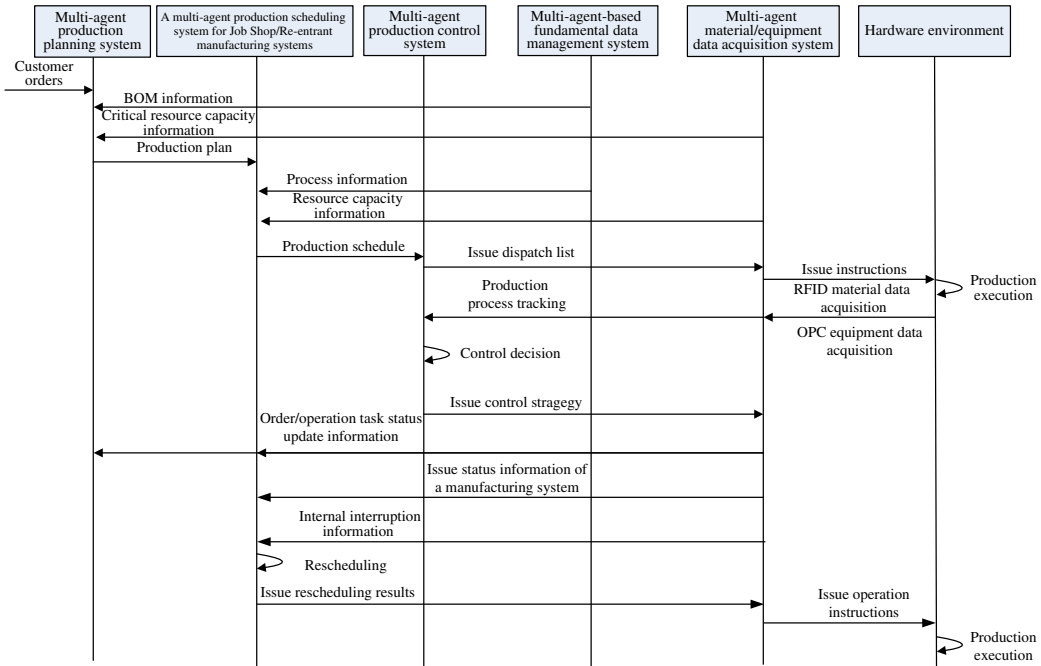 Multi-agent
production
planning system
A multi-agent production scheduling
system for Job Shop/Re-entrant
manufacturing systems
Multi-agent
production control
system
Multi-agent-based
fundamental data
management system
Multi-agent
material/equipment
data acquisition system
Hardware environment
Customer
orders
BOM information
Critical resource capacity
information
Production plan
Process information
Resource capacity
information
Production schedule
Issue dispatch list
Issue instructions
Production
execution
RFID material data
acquisition
Production
process tracking
OPC equipment data
acquisition
Control decision
Issue control stragegy
Order/operation task status
update information
Issue status information of
a manufacturing system
Internal interruption
information
Rescheduling
Issue rescheduling results
Issue operation
instructions
Production
execution